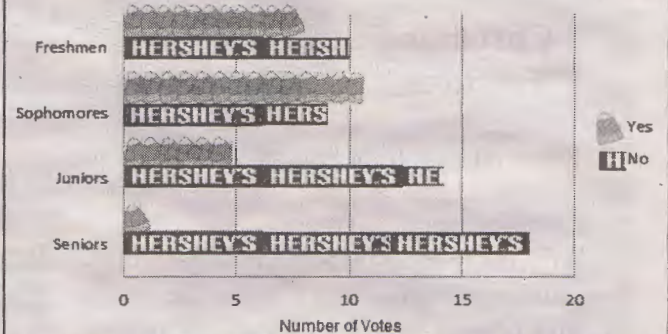 Freshmen
HERSHEY'S HERSH
Sophomores
HERSHEY'S HERS
Yes
Juniors
HERSHEY'S HERSHEY'S HE
H No
Seniors
HERSHEY'S HERSHEY'S HERSHEY'S
0 5 10 15 20
Number of Votes